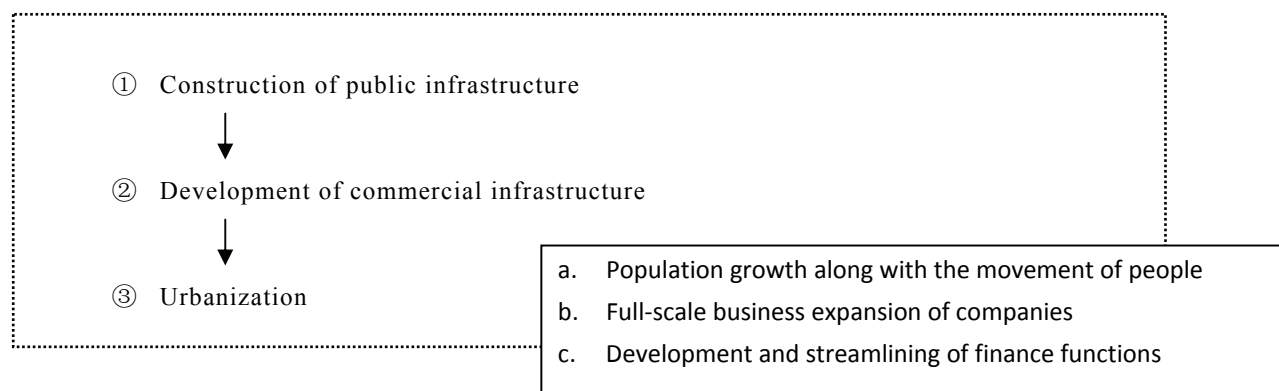 ① Construction of public infrastructure
② Development of commercial infrastructure
③ Urbanization
a. Population growth along with the movement of people
b. Full-scale business expansion of companies
c. Development and streamlining of finance functions